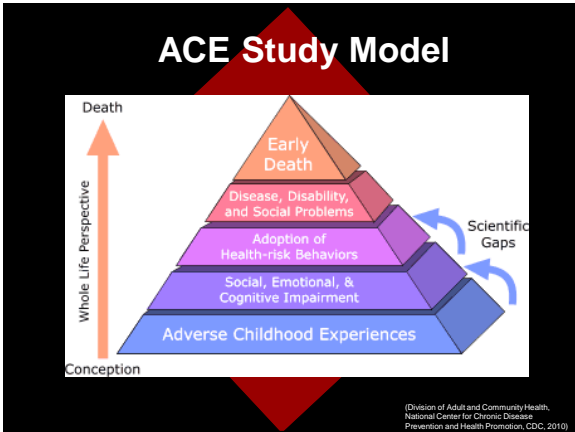 ACE Study Model
Death
Whole Life Perspective
Conception
Early
Death
Disease, Disability,
and Social Problems
Adoption of
Health-risk Behaviors
Social, Emotional, &
Cognitive Impairment
Adverse Childhood Experiences
Scientific
Gaps
(Division of Adult and Community Health,
National Center for Chronic Disease
Prevention and Health Promotion, CDC, 2010)